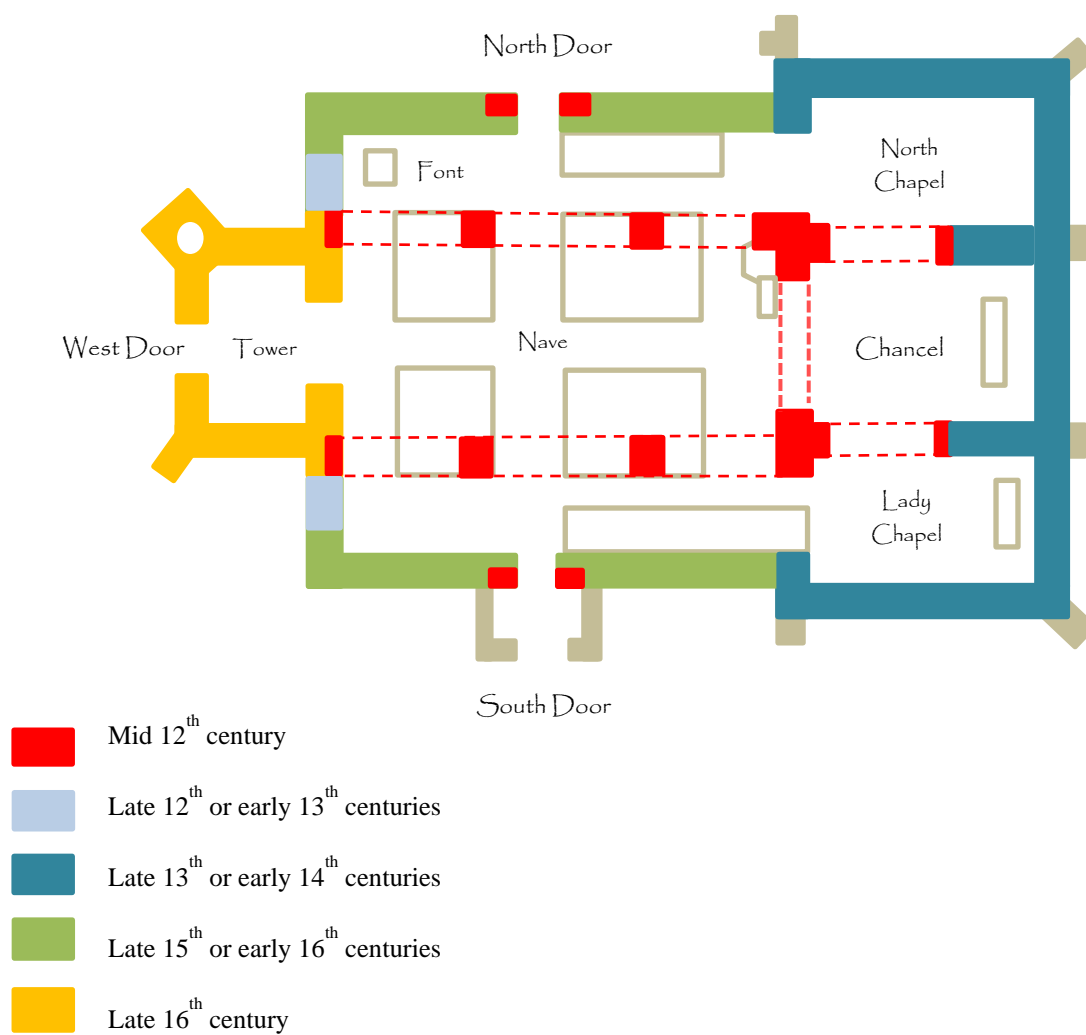 North Door
North
Chapel
Font
West Door
Tower
Nave
Chancel
Lady
Chapel
South Door
Mid 12th century
Late 12th or early 13th centuries
Late 13th or early 14th centuries
Late 15th or early 16th centuries
Late 16th century